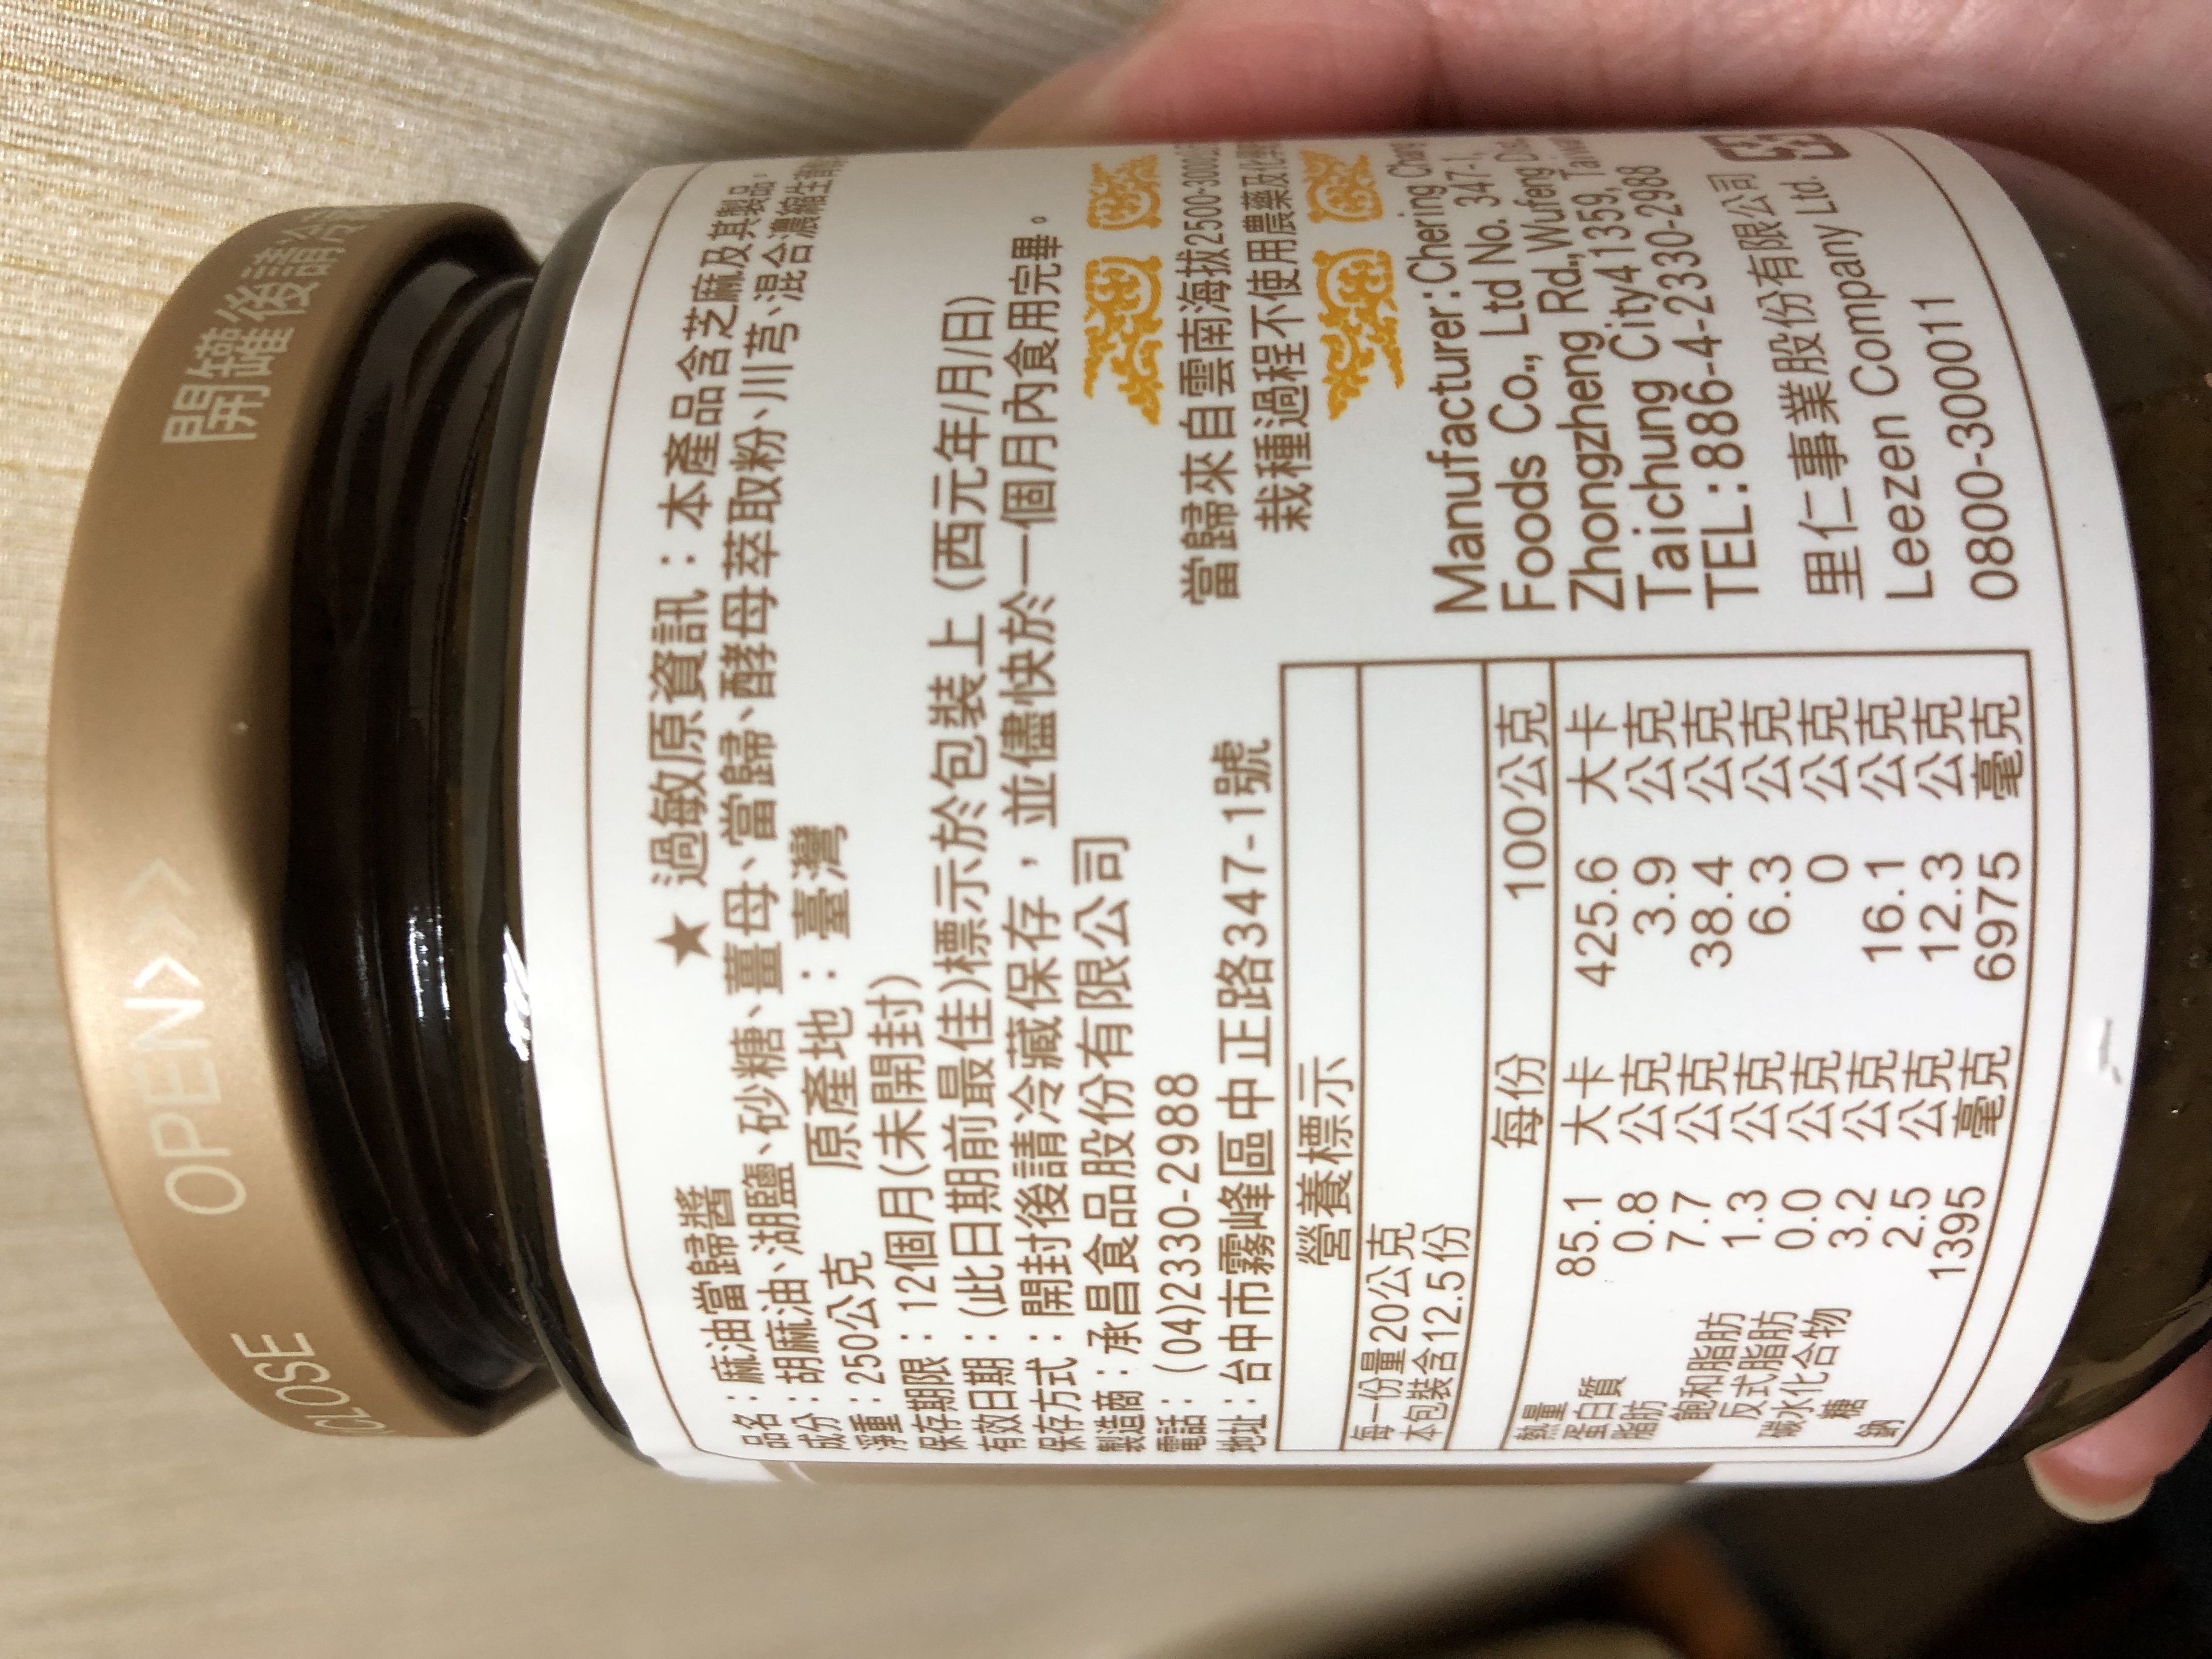 開罐後請冷
OPEN>>>
CLOSE
★ 過敏原資訊：本產品含芝麻及其製品。
品名：麻油當歸醬
成分：胡麻油、湖鹽、砂糖、薑母、當歸、酵母萃取粉、川芎、混合濃縮生
淨重：250公克 原產地：臺灣
保存期限：12個月(未開封)
有效日期：(此日期前最佳)標示於包裝上 (西元年/月/日)
保存方式：開封後請冷藏保存，並儘快於一個月內食用完畢。
製造商：承昌食品股份有限公司
電話：(04)2330-2988
地址：台中市霧峰區中正路347-1號
當歸來自雲南海拔2500-3000
栽種過程不使用農藥及化
營養標示
每一份量20公克
本包裝含12.5份
每份 100公克
熱量 85.1 大卡 425.6 大卡
蛋白質 0.8 公克 3.9 公克
脂肪 7.7 公克 38.4 公克
飽和脂肪 1.3 公克 6.3 公克
反式脂肪 0.0 公克 0 公克
碳水化合物 3.2 公克 16.1 公克
糖 2.5 公克 12.3 公克
鈉 1395 毫克 6975 毫克
Manufacturer:Chering
Foods Co., Ltd No. 347-1,
Zhongzheng Rd.,Wufeng
Taichung City41359,
TEL:886-4-2330-2988
里仁事業股份有限公司
Leezen Company Ltd.
0800-300011